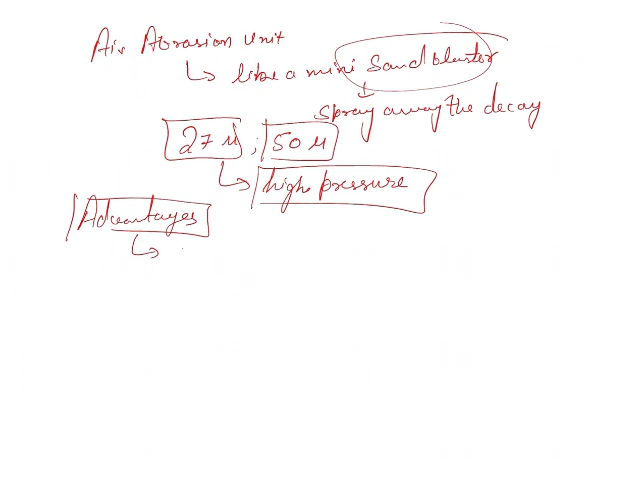 Air Abrasion Unit
like a mini Sandblaster
Spray away the decay
27 μ ; 50 μ
high pressure
Advantages